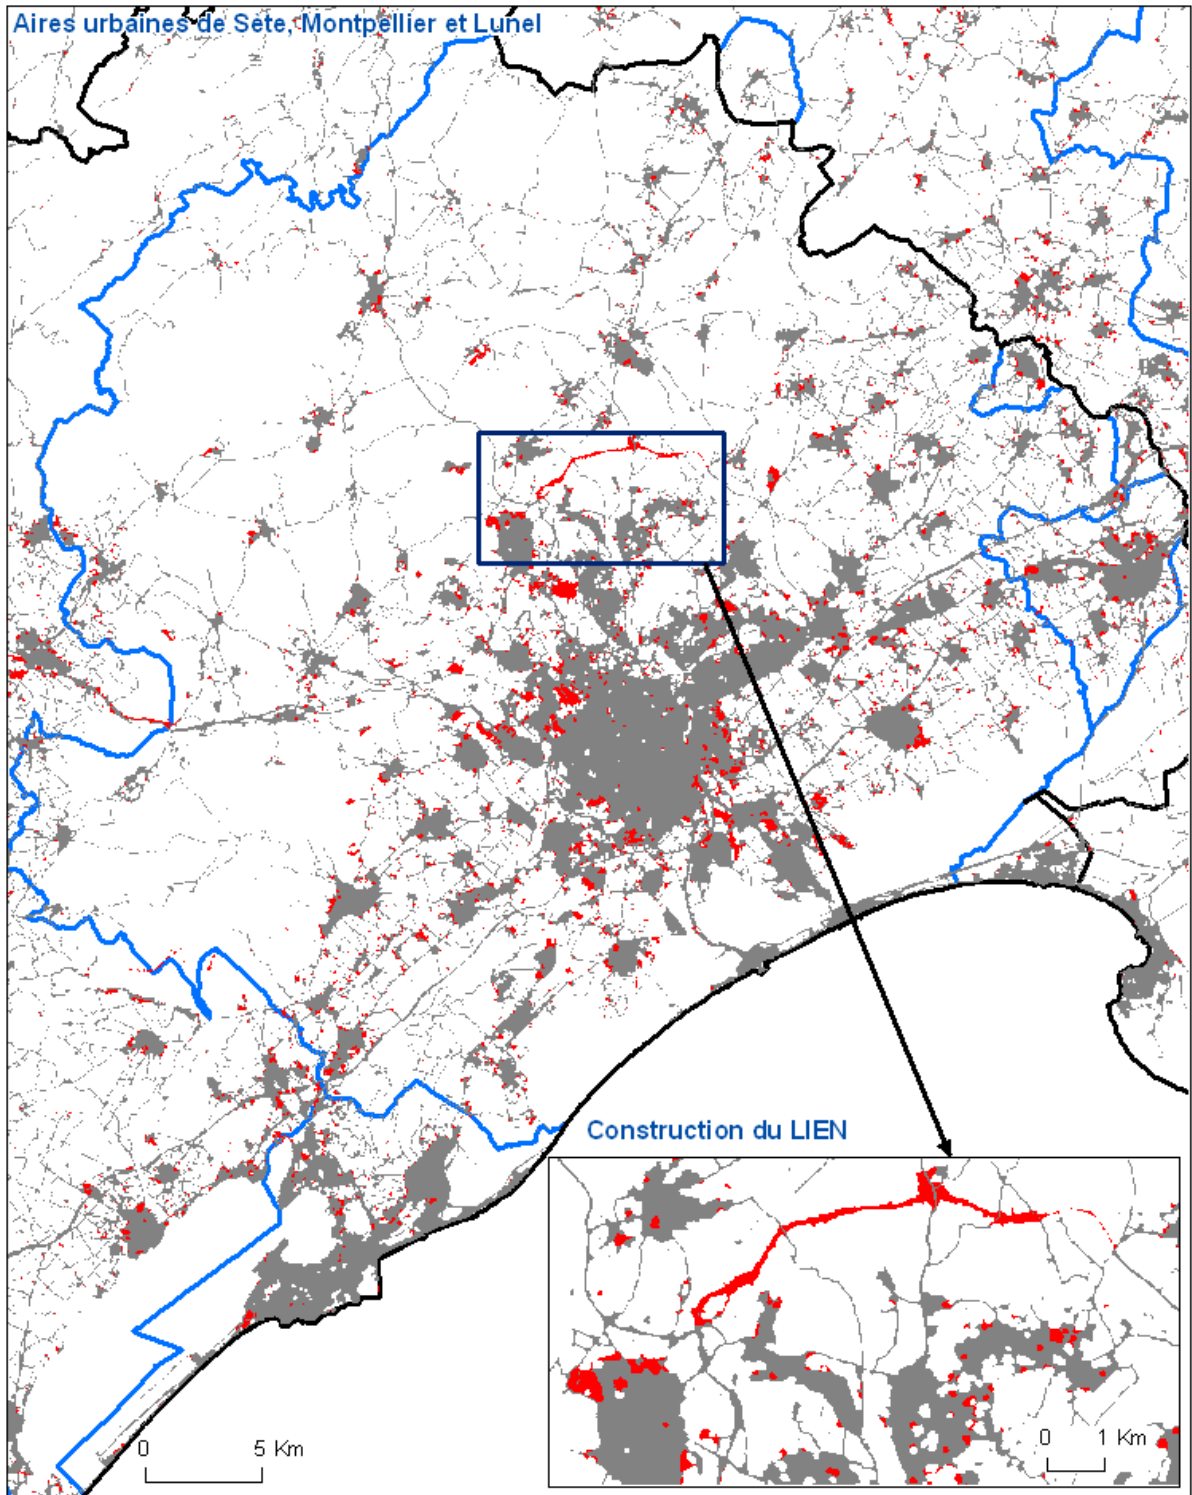 Aires urbaines de Sète, Montpellier et Lunel
Construction du LIEN
0 5 Km
0 1 Km